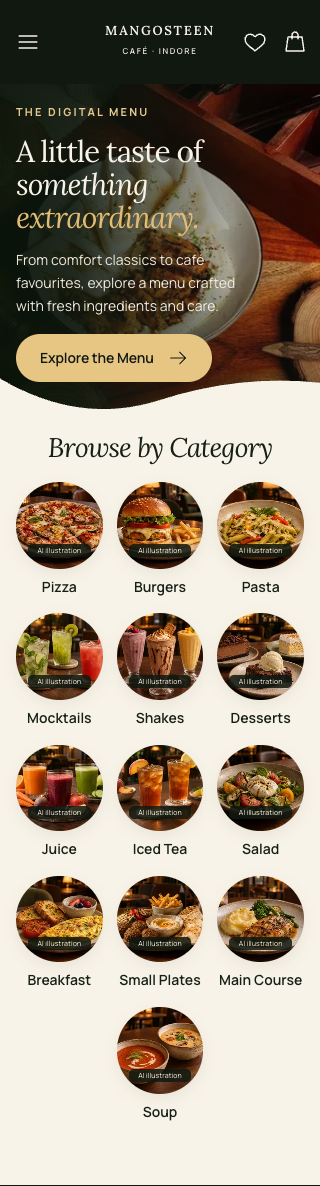 MANGOSTEEN
CAFÉ · INDORE
THE DIGITAL MENU
A little taste of
something
extraordinary.
From comfort classics to café
favourites, explore a menu crafted
with fresh ingredients and care.
Explore the Menu
Browse by Category
AI illustration AI illustration AI illustration
Pizza Burgers Pasta
AI illustration AI illustration AI illustration
Mocktails Shakes Desserts
AI illustration AI illustration AI illustration
Juice Iced Tea Salad
AI illustration AI illustration AI illustration
Breakfast Small Plates Main Course
AI illustration
Soup